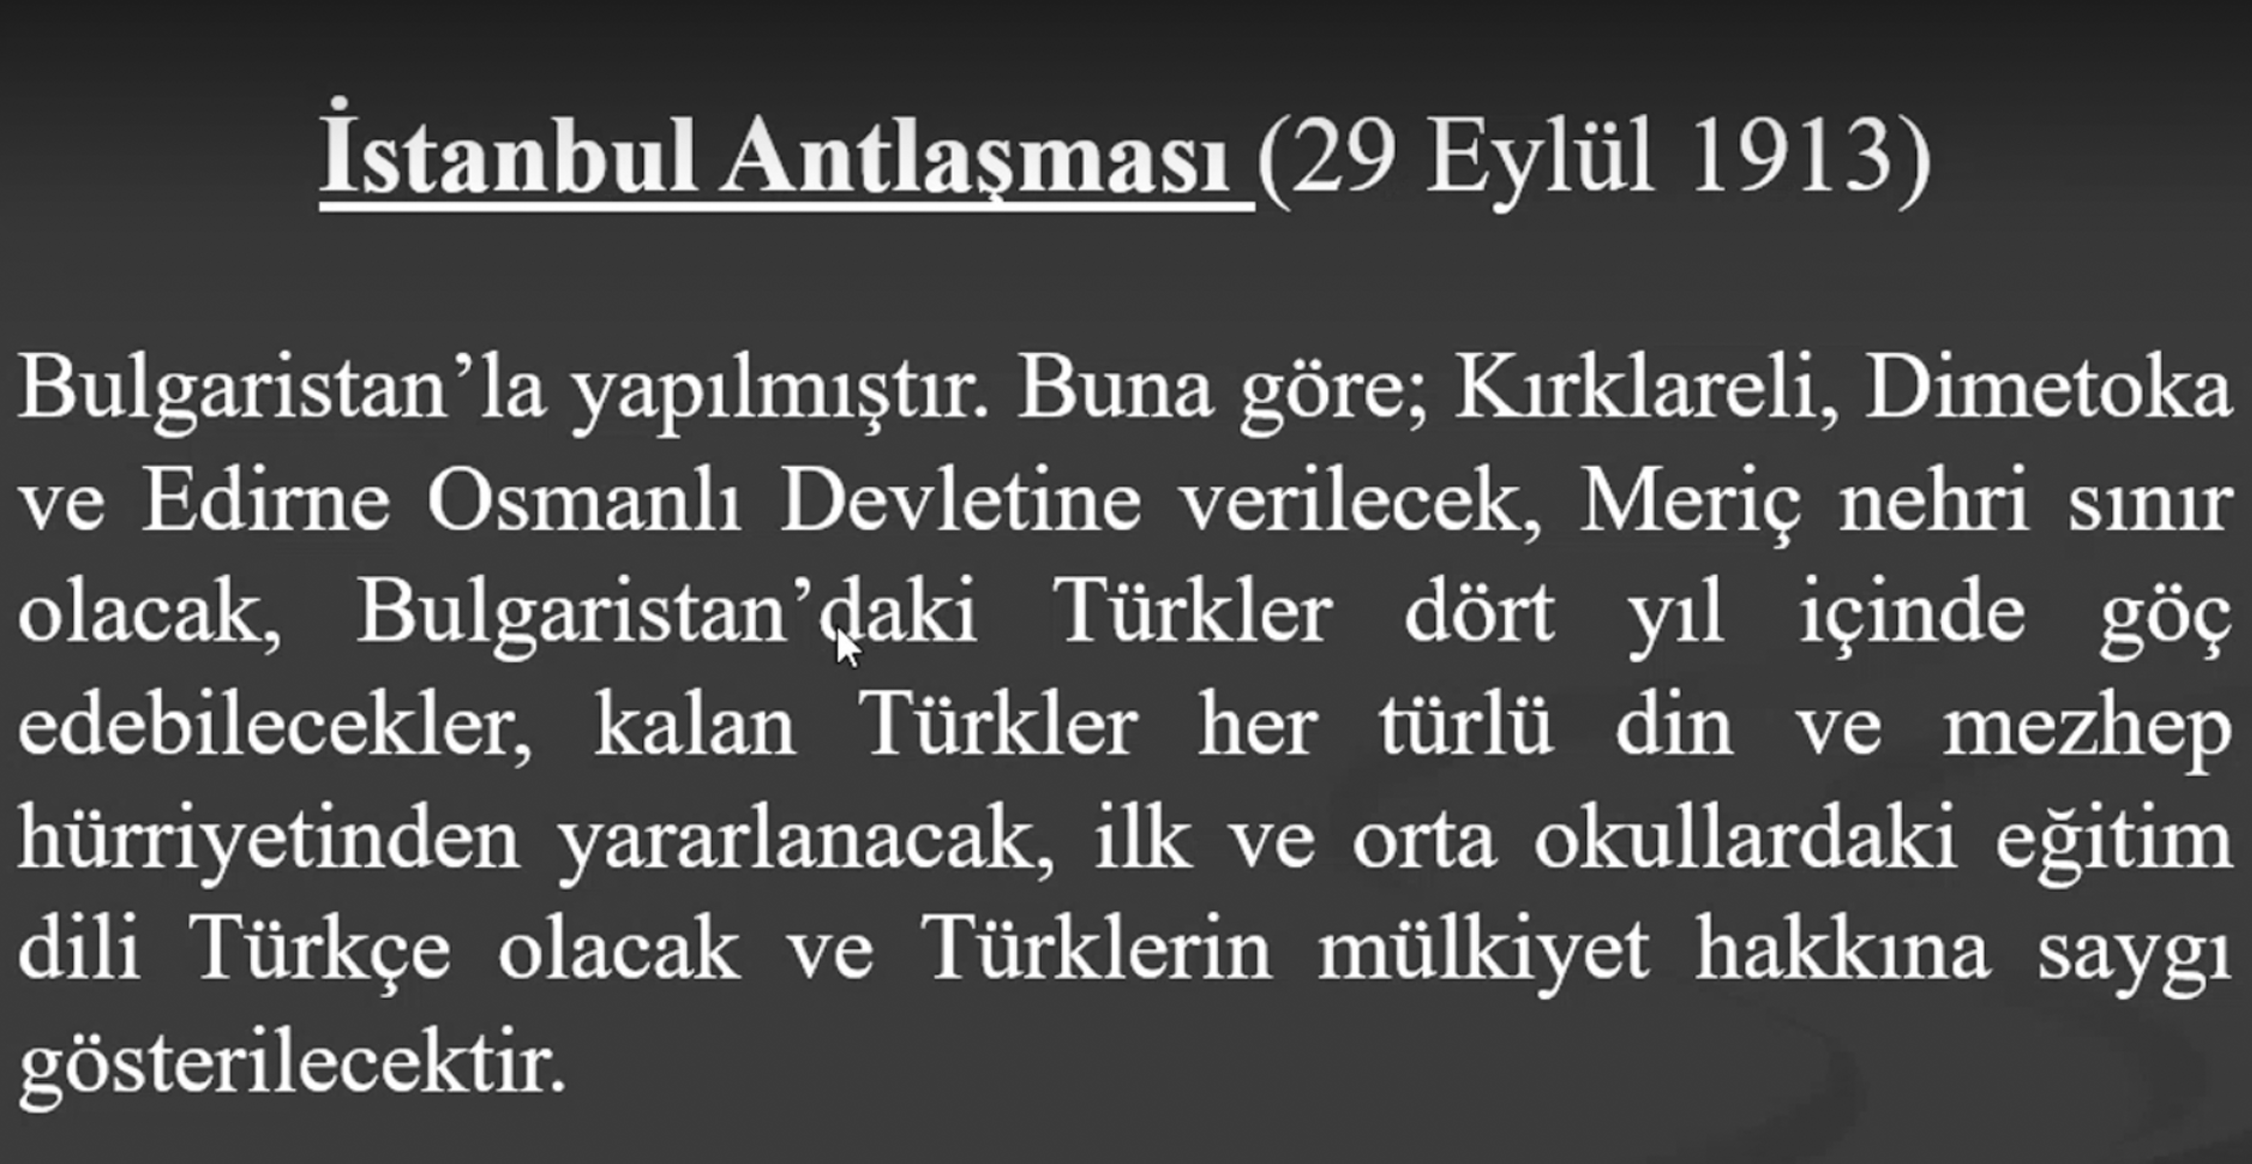 İstanbul Antlaşması (29 Eylül 1913)
Bulgaristan’la yapılmıştır. Buna göre; Kırklareli, Dimetoka
ve Edirne Osmanlı Devletine verilecek, Meriç nehri sınır
olacak, Bulgaristan’daki Türkler dört yıl içinde göç
edebilecekler, kalan Türkler her türlü din ve mezhep
hürriyetinden yararlanacak, ilk ve orta okullardaki eğitim
dili Türkçe olacak ve Türklerin mülkiyet hakkına saygı
gösterilecektir.